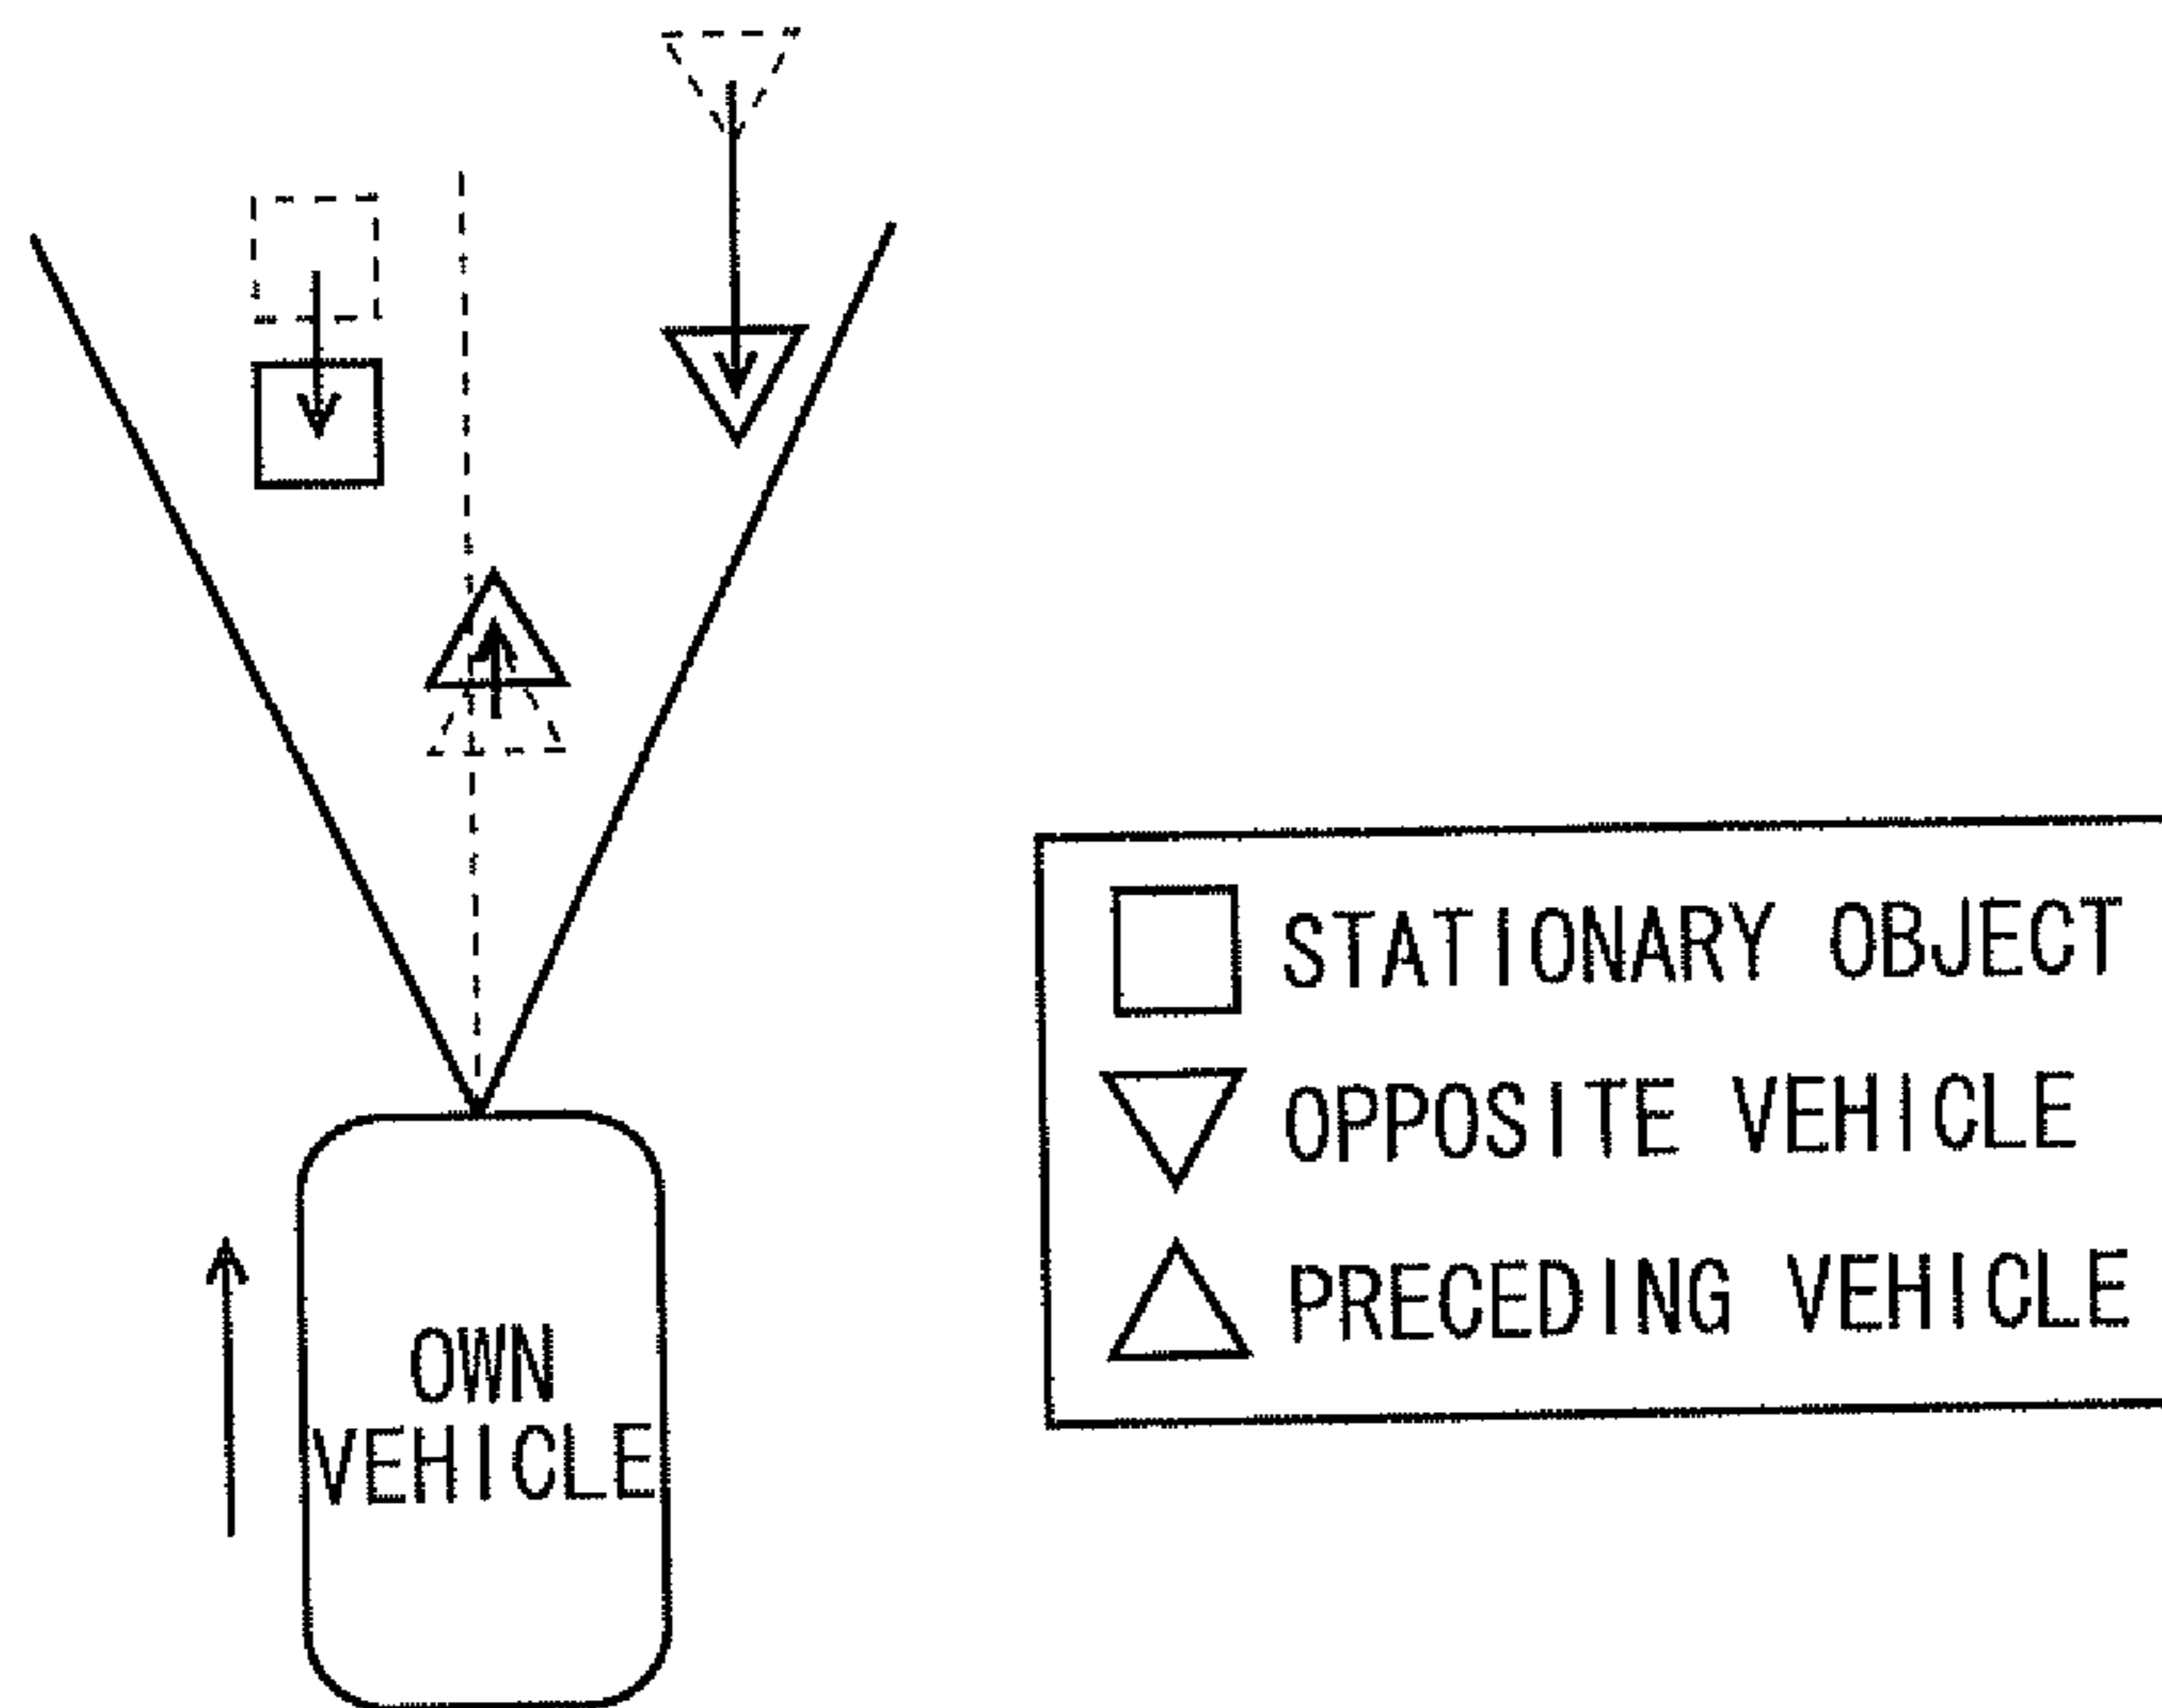 STATIONARY OBJECT
OPPOSITE VEHICLE
PRECEDING VEHICLE
OWN
VEHICLE